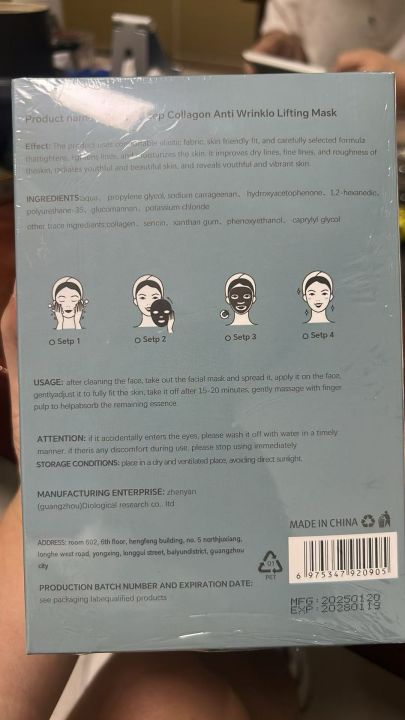 Product ep Collagon Anti Wrinklo Lifting Mask
Effect: The product uses elastic fabric, skin friendly fit, and carefully selected formula
lines, and moisturizes the skin. It improves dry lines, fine lines, and roughness of
theskin, radiates youthful and beautiful skin, and reveals youthful and vibrant skin.
INGREDIENTS:aqua、propylene glycol, sodium carrageenan、hydroxyacetophenone、1,2-hexanediol,
polyureshane-35、glucomannan、potassium chloride
other trace ingredients:collagen、sericin、xanthan gum、phenoxyethanol、caprylyl glycol
Setp 1
Setp 2
Setp 3
Setp 4
USAGE: after cleaning the face, take out the facial mask and spread it, apply it on the face,
gentlyadjust it to fully fit the skin, take it off after 15-20 minutes, gently massage with finger
pulp to helpabsorb the remaining essence.
ATTENTION: if it accidentally enters the eyes, please wash it off with water in a timely
manner. if theris any discomfort during use, please stop using immediately
STORAGE CONDITIONS: place in a dry and ventilated place, avoiding direct sunlight.
MANUFACTURING ENTERPRISE: zhenyan
(guangzhou)Diological research co.. ltd
MADE IN CHINA
ADDRESS: room 602, 6th floor, hengfeng building, no. 5 northjuxiang,
longhe west road, yongxing, longgui street, baiyundistrict, guangzhou
city
01
PET
6 975347 920905
PRODUCTION BATCH NUMBER AND EXPIRATION DATE:
see packaging labequalified products
MFG:20250120
EXP:20280119